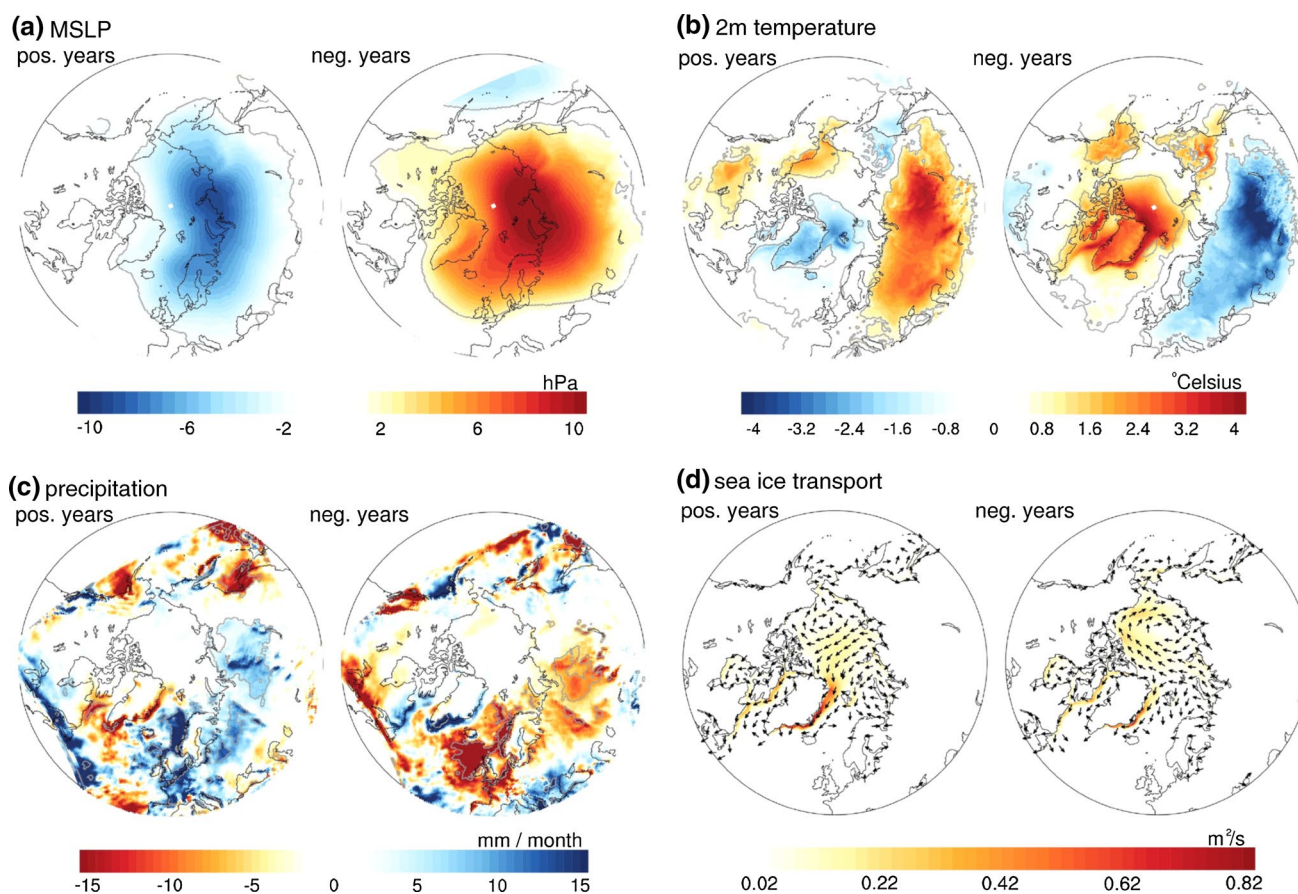 (a) MSLP
pos. years
neg. years
hPa
-10 -6 -2 2 6 10
(b) 2m temperature
pos. years
neg. years
°Celsius
-4 -3.2 -2.4 -1.6 -0.8 0 0.8 1.6 2.4 3.2 4
(c) precipitation
pos. years
neg. years
mm / month
-15 -10 -5 0 5 10 15
(d) sea ice transport
pos. years
neg. years
m²/s
0.02 0.22 0.42 0.62 0.82